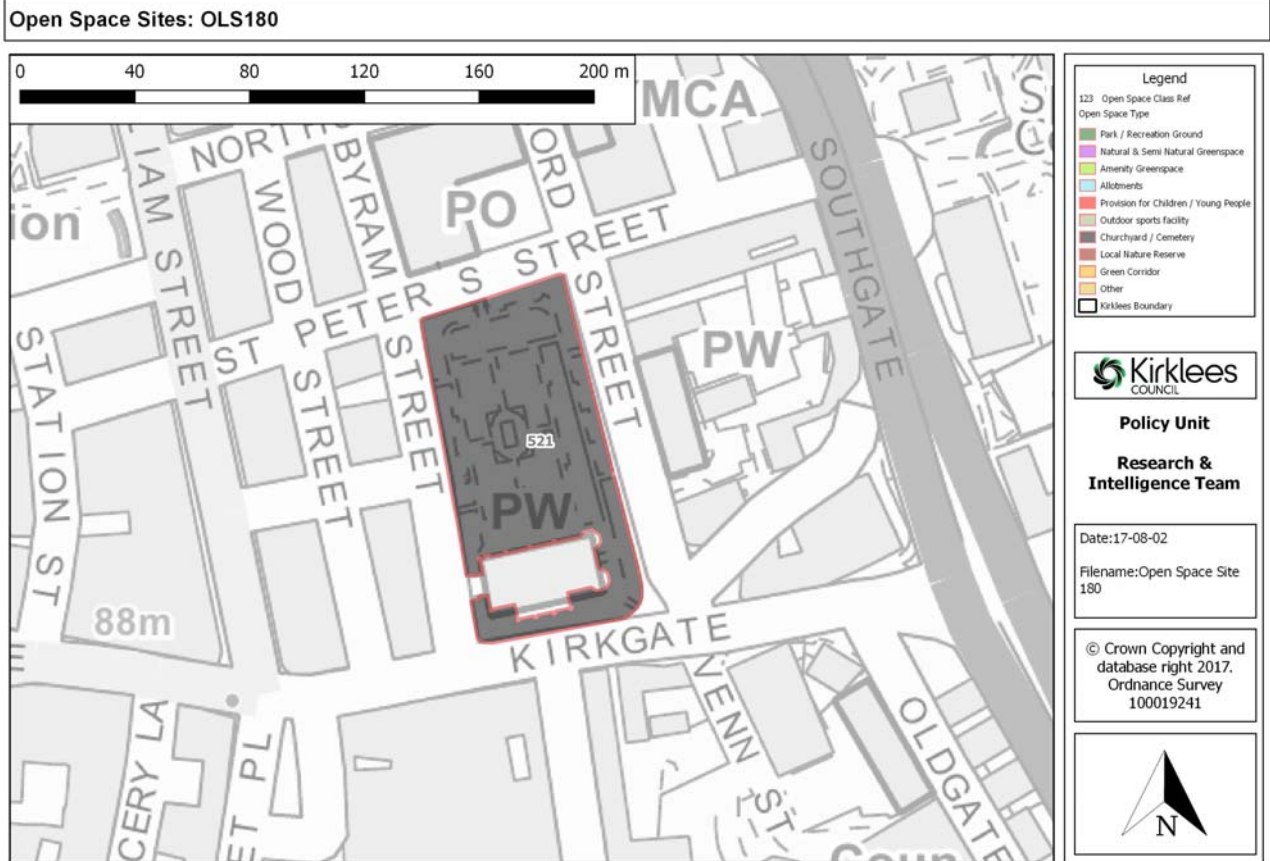 Open Space Sites: OLS180
0 40 80 120 160 200 m
MCA
NORTH
IAM STREET
WOOD STREET
BYRAM STREET
PO
ORD STREET
ST PETER'S STREET
SOUTHGATE
ion
PW
STATION ST
521
PW
88m
KIRKGATE
VENN ST
OLDGATE
CERY LA
ET PL
Coun
Legend
123 Open Space Class Ref
Open Space Type
Park / Recreation Ground
Natural & Semi Natural Greenspace
Amenity Greenspace
Allotments
Provision for Children / Young People
Outdoor sports facility
Churchyard / Cemetery
Local Nature Reserve
Green Corridor
Other
Kirklees Boundary
Kirklees
COUNCIL
Policy Unit
Research &
Intelligence Team
Date:17-08-02
Filename:Open Space Site
180
© Crown Copyright and
database right 2017.
Ordnance Survey
100019241
N